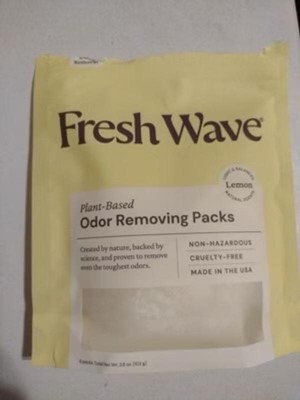 Fresh Wave
Lemon
Plant-Based
Odor Removing Packs
Created by nature, backed by
science, and proven to remove
even the toughest odors.
NON-HAZARDOUS
CRUELTY-FREE
MADE IN THE USA